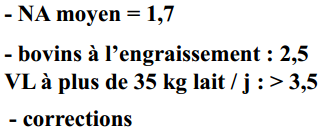 - NA moyen = 1,7
- bovins à l’engraissement : 2,5
VL à plus de 35 kg lait / j : > 3,5
- corrections